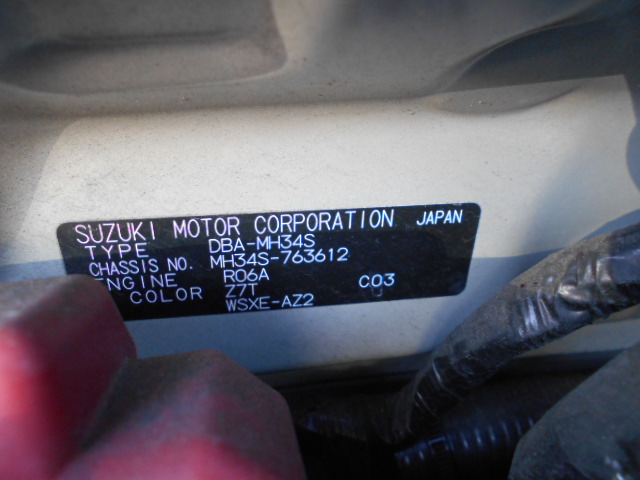 SUZUKI MOTOR CORPORATION JAPAN
TYPE DBA-MH34S
CHASSIS NO. MH34S-763612
ENGINE R06A
COLOR Z7T C03
WSXE-AZ2